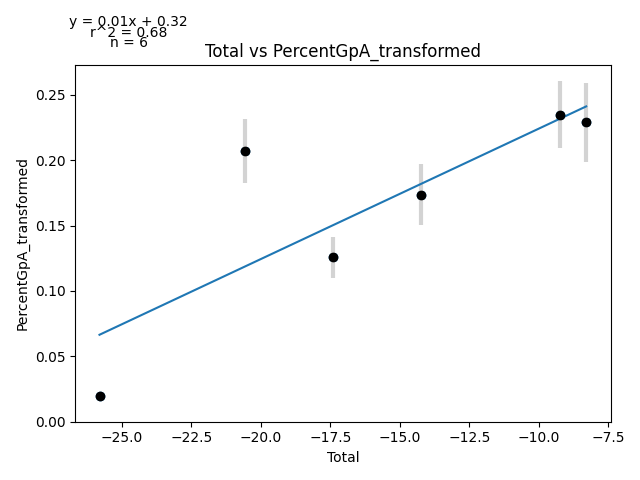 y = 0.01x + 0.32
r^2 = 0.68
n = 6
Total vs PercentGpA_transformed
PercentGpA_transformed
0.25
0.20
0.15
0.10
0.05
0.00
−25.0 −22.5 −20.0 −17.5 −15.0 −12.5 −10.0 −7.5
Total